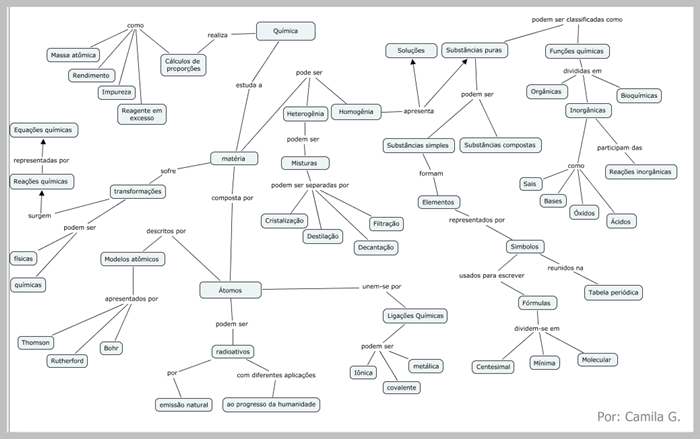 como
realiza
Química
podem ser classificadas como
Massa atômica
Cálculos de
proporções
Rendimento
Impureza
Reagente em
excesso
estuda a
pode ser
Soluções
Substâncias puras
Funções químicas
divididas em
Orgânicas
Bioquímicas
Inorgânicas
Heterogênia
Homogênia
apresenta
podem ser
Equações químicas
representadas por
Reações químicas
surgem
sofre
matéria
transformações
podem ser
físicas
químicas
podem ser
Misturas
podem ser separadas por
Cristalização
Destilação
Decantação
Filtração
Substâncias simples
Substâncias compostas
formam
Elementos
representados por
participam das
Reações inorgânicas
como
Sais
Bases
Óxidos
Ácidos
composta por
descritos por
Modelos atômicos
apresentados por
Thomson
Rutherford
Bohr
Átomos
unem-se por
Ligações Químicas
pode ser
Iônica
covalente
metálica
podem ser
radioativos
por
com diferentes aplicações
emissão natural
ao progresso da humanidade
Simbolos
usados para escrever
reunidos na
Tabela periódica
Fórmulas
dividem-se em
Centesimal
Mínima
Molecular
Por: Camila G.